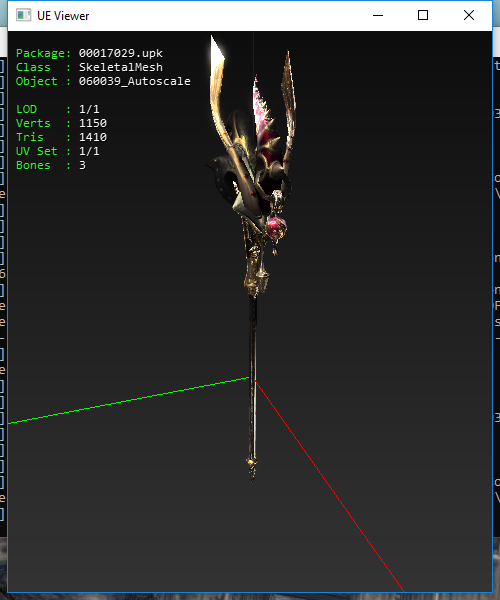 UE Viewer
Package: 00017029.upk
Class  : SkeletalMesh
Object : 060039_Autoscale
LOD    : 1/1
Verts  : 1150
Tris   : 1410
UV Set : 1/1
Bones  : 3